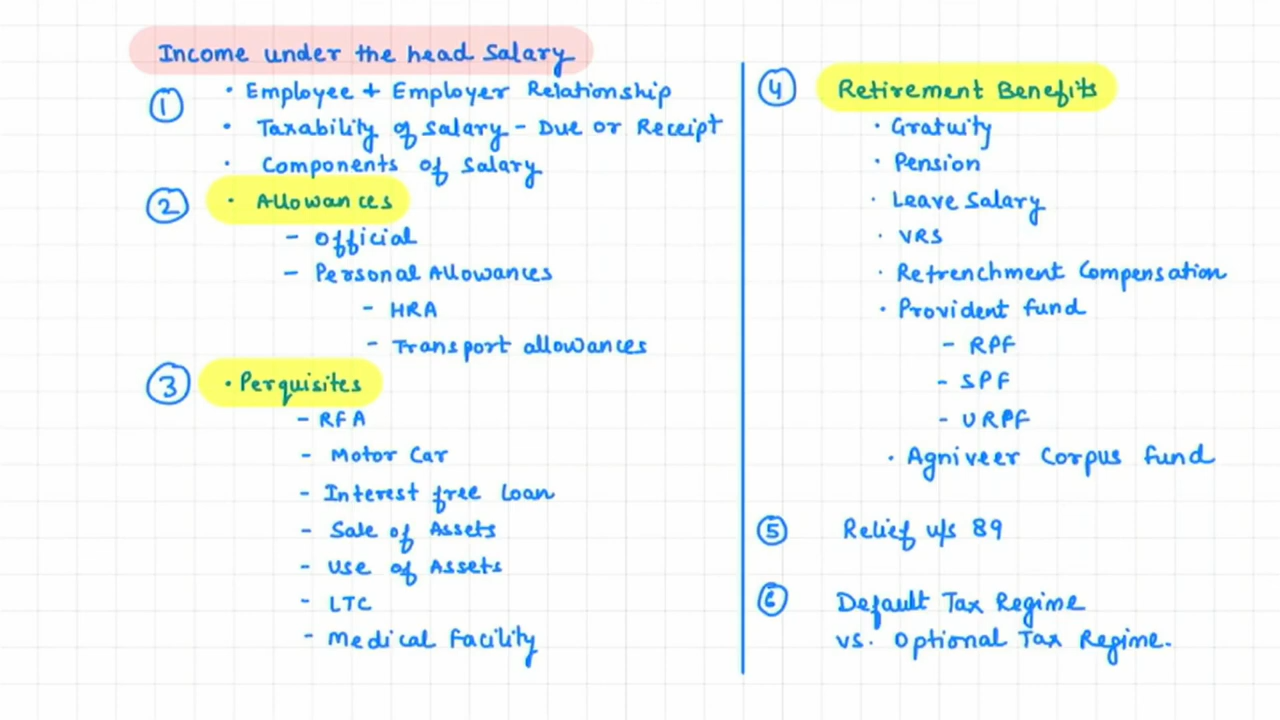 Income under the head Salary
① • Employee + Employer Relationship
• Taxability of Salary - Due or Receipt
• Components of Salary
② • Allowances
- Official
- Personal Allowances
- HRA
- Transport allowances
③ • Perquisites
- RFA
- Motor Car
- Interest free Loan
- Sale of Assets
- Use of Assets
- LTC
- Medical Facility
④ Retirement Benefits
• Gratuity
• Pension
• Leave Salary
• VRS
• Retrenchment Compensation
• Provident fund
- RPF
- SPF
- URPF
• Agniveer Corpus fund
⑤ Relief u/s 89
⑥ Default Tax Regime
vs. Optional Tax Regime.